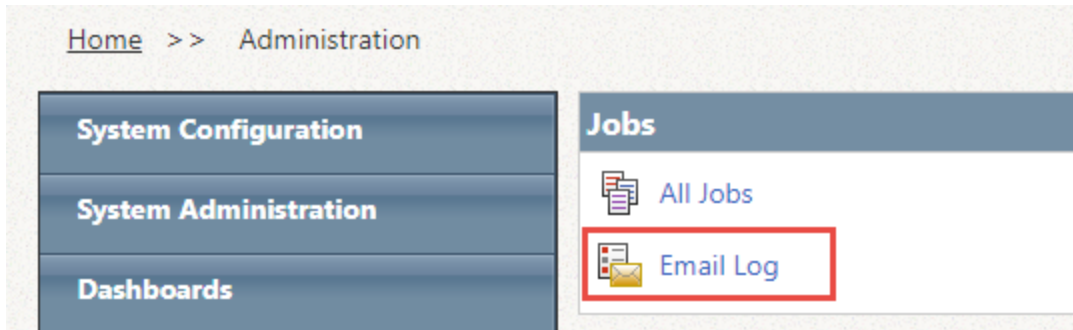 Home >> Administration
System Configuration
System Administration
Dashboards
Jobs
All Jobs
Email Log